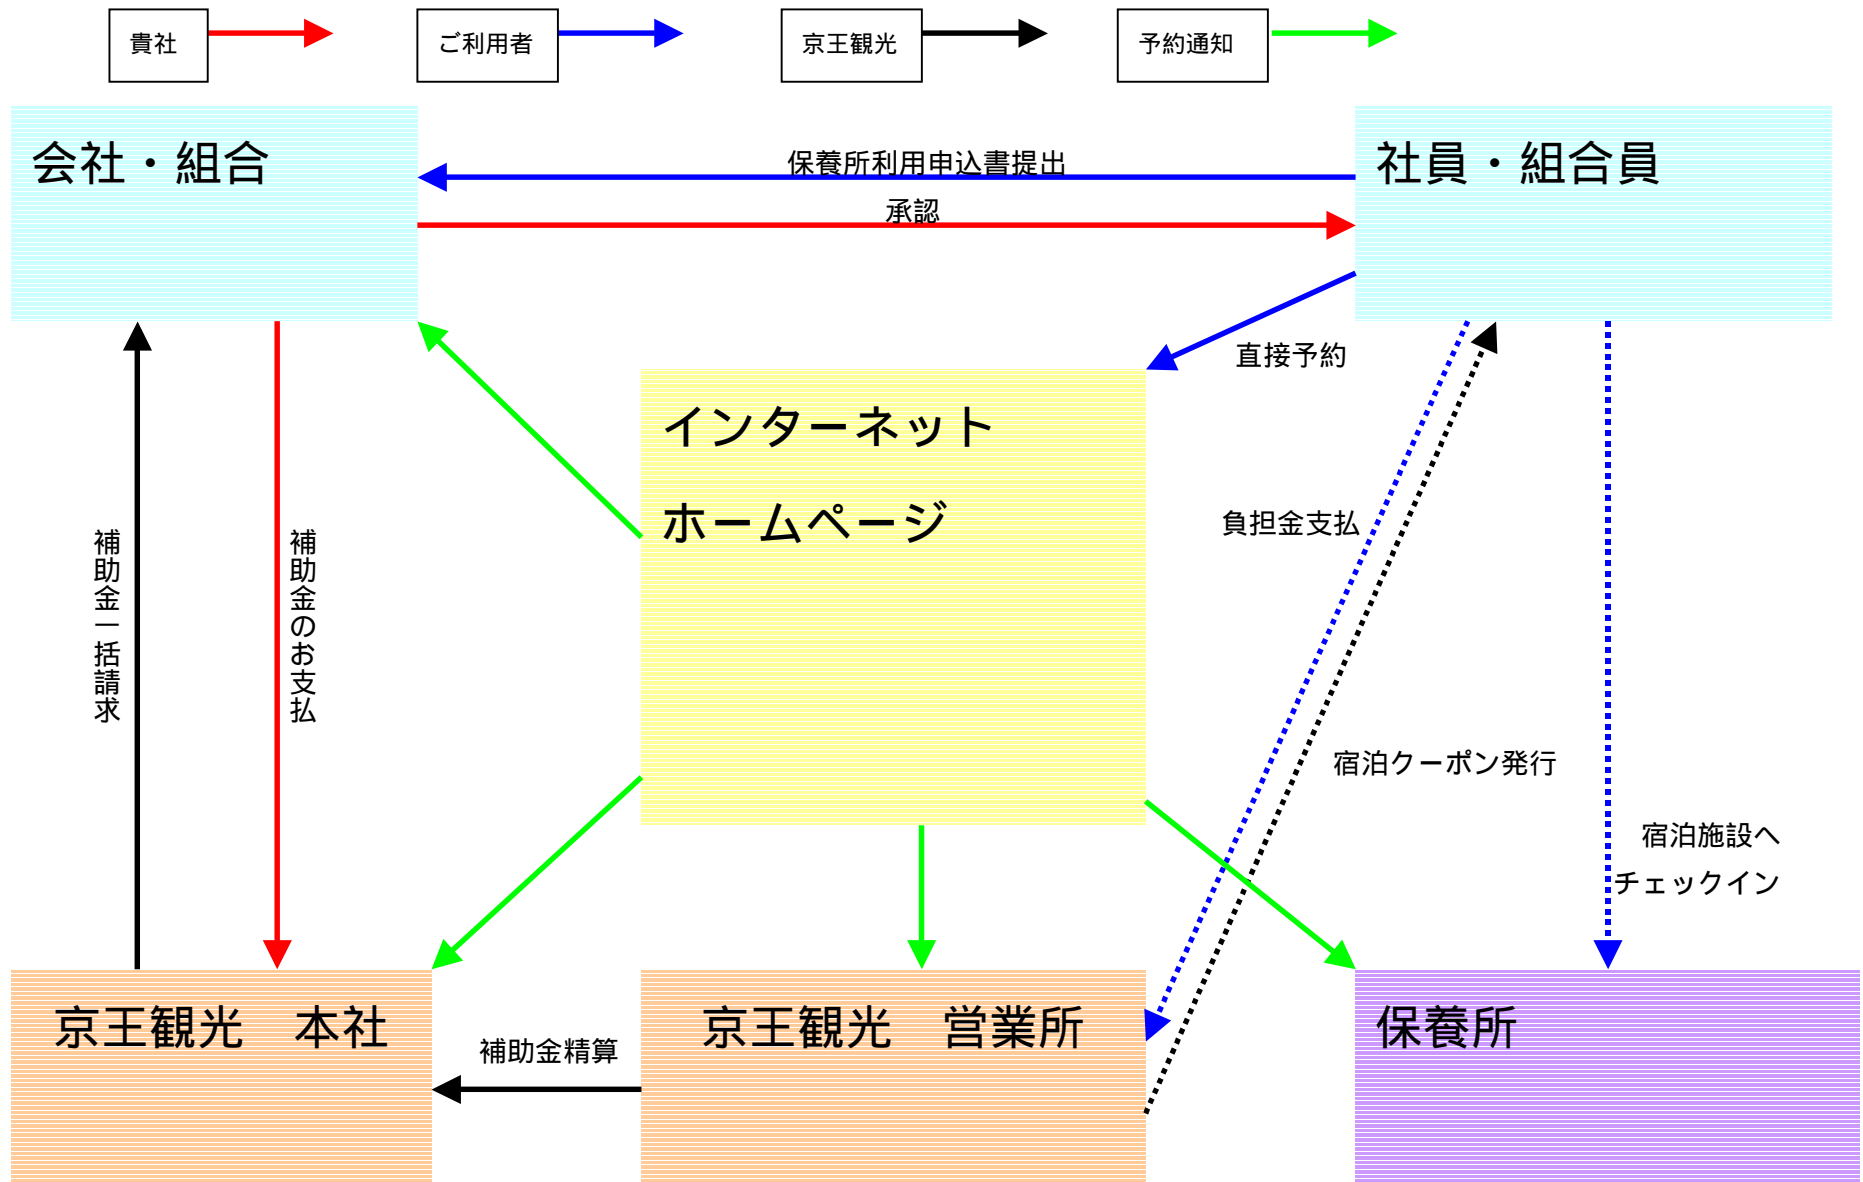 貴社
ご利用者
京王観光
予約通知
会社・組合
社員・組合員
保養所利用申込書提出
承認
直接予約
インターネット
ホームページ
負担金支払
補助金一括請求
補助金のお支払
宿泊クーポン発行
宿泊施設へ
チェックイン
京王観光　本社
補助金精算
京王観光　営業所
保養所